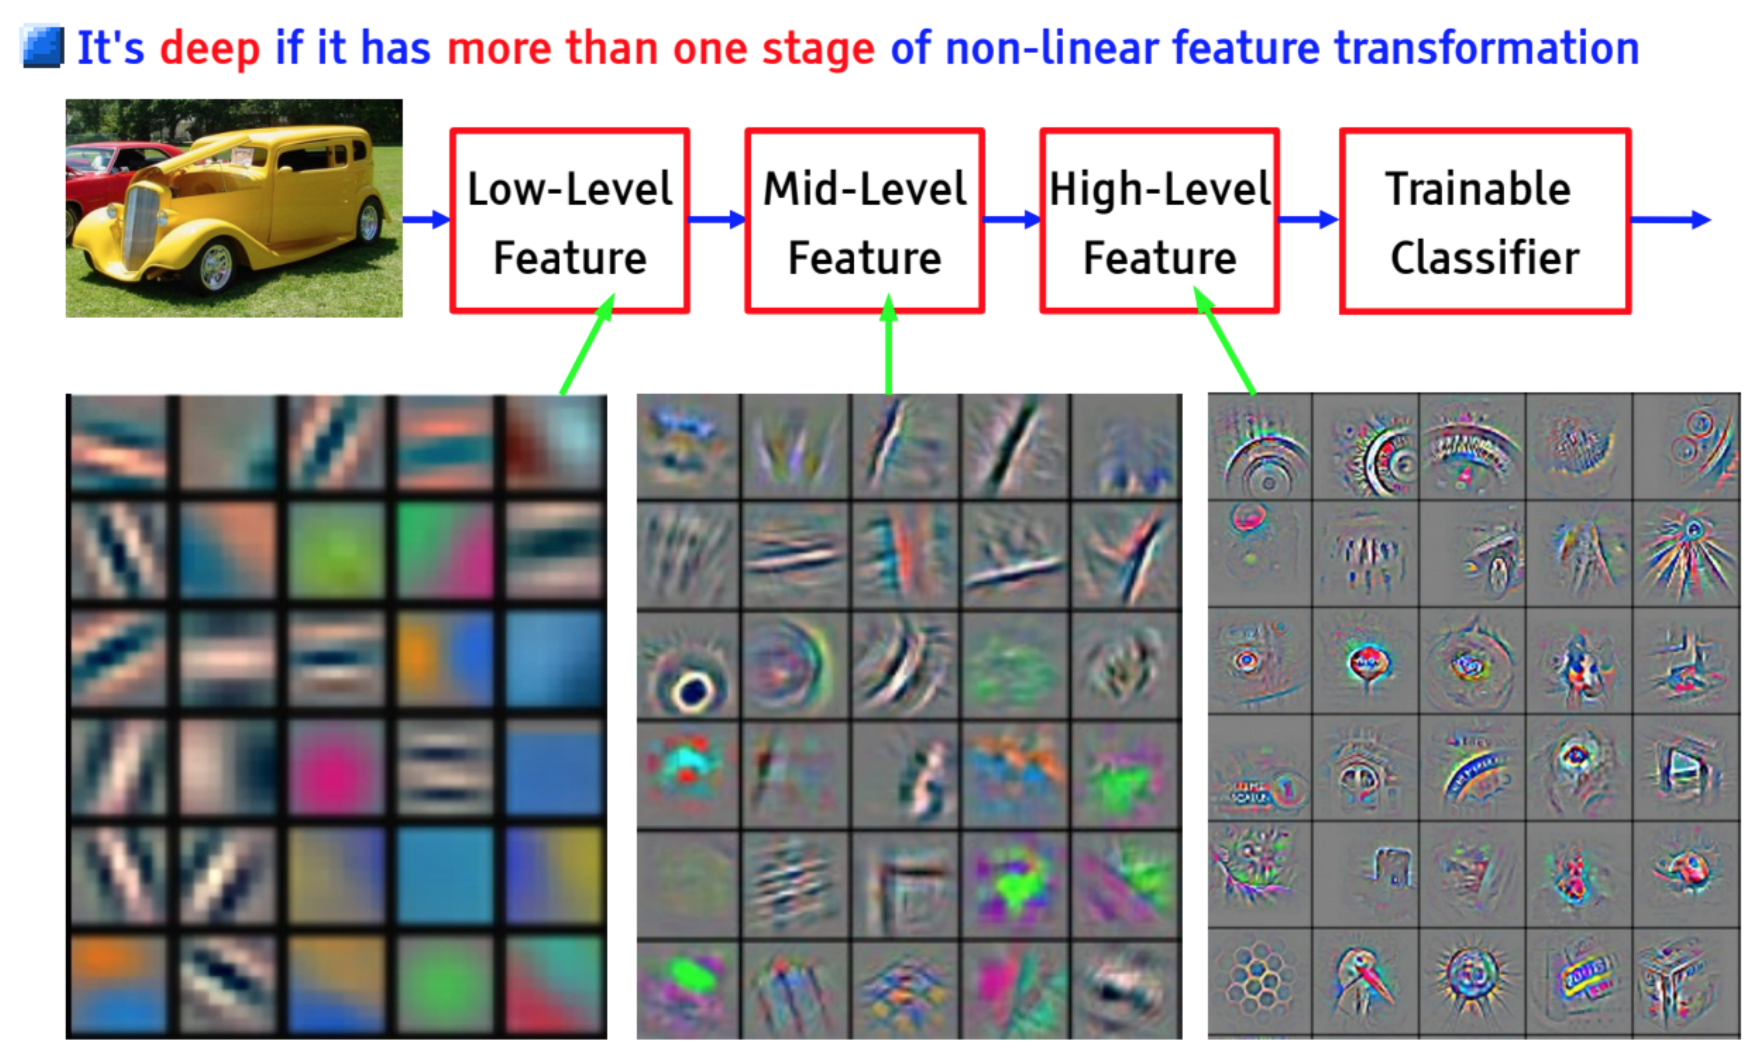 It's deep if it has more than one stage of non-linear feature transformation
Low-Level
Feature
Mid-Level
Feature
High-Level
Feature
Trainable
Classifier